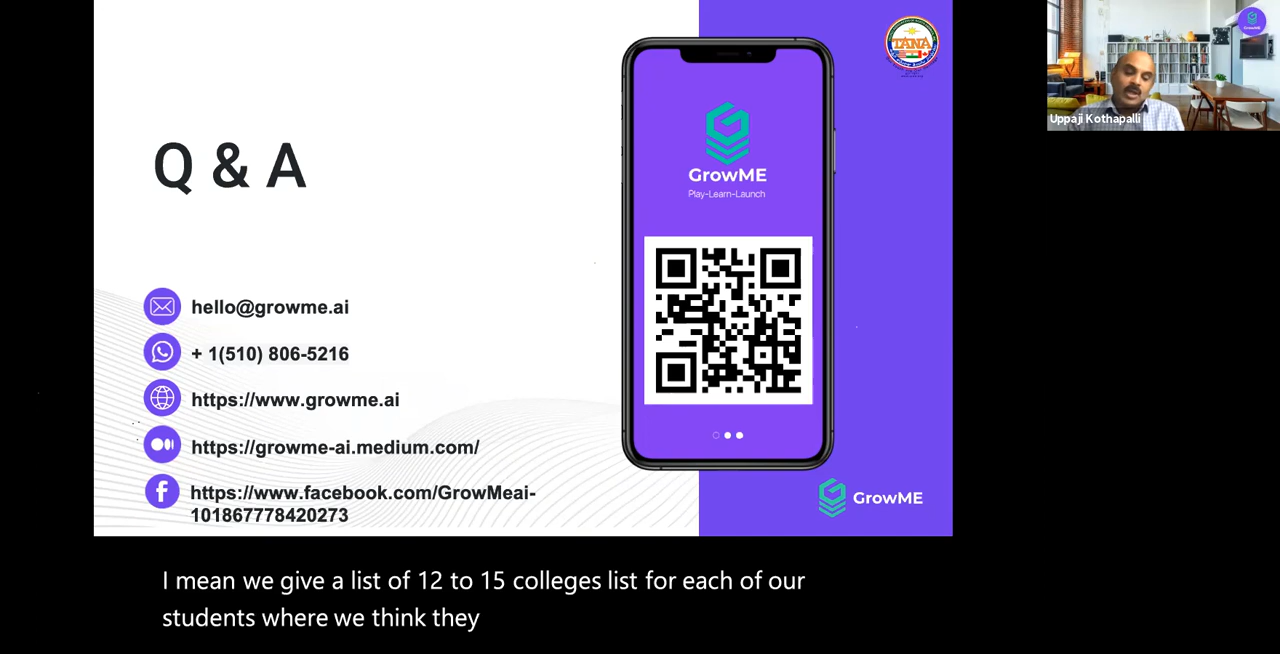 Q & A
hello@growme.ai
+ 1(510) 806-5216
https://www.growme.ai
https://growme-ai.medium.com/
https://www.facebook.com/GrowMeai-
101867778420273
GrowME
Play-Learn-Launch
TANA
GrowME
GrowME
Uppaji Kothapalli
I mean we give a list of 12 to 15 colleges list for each of our
students where we think they